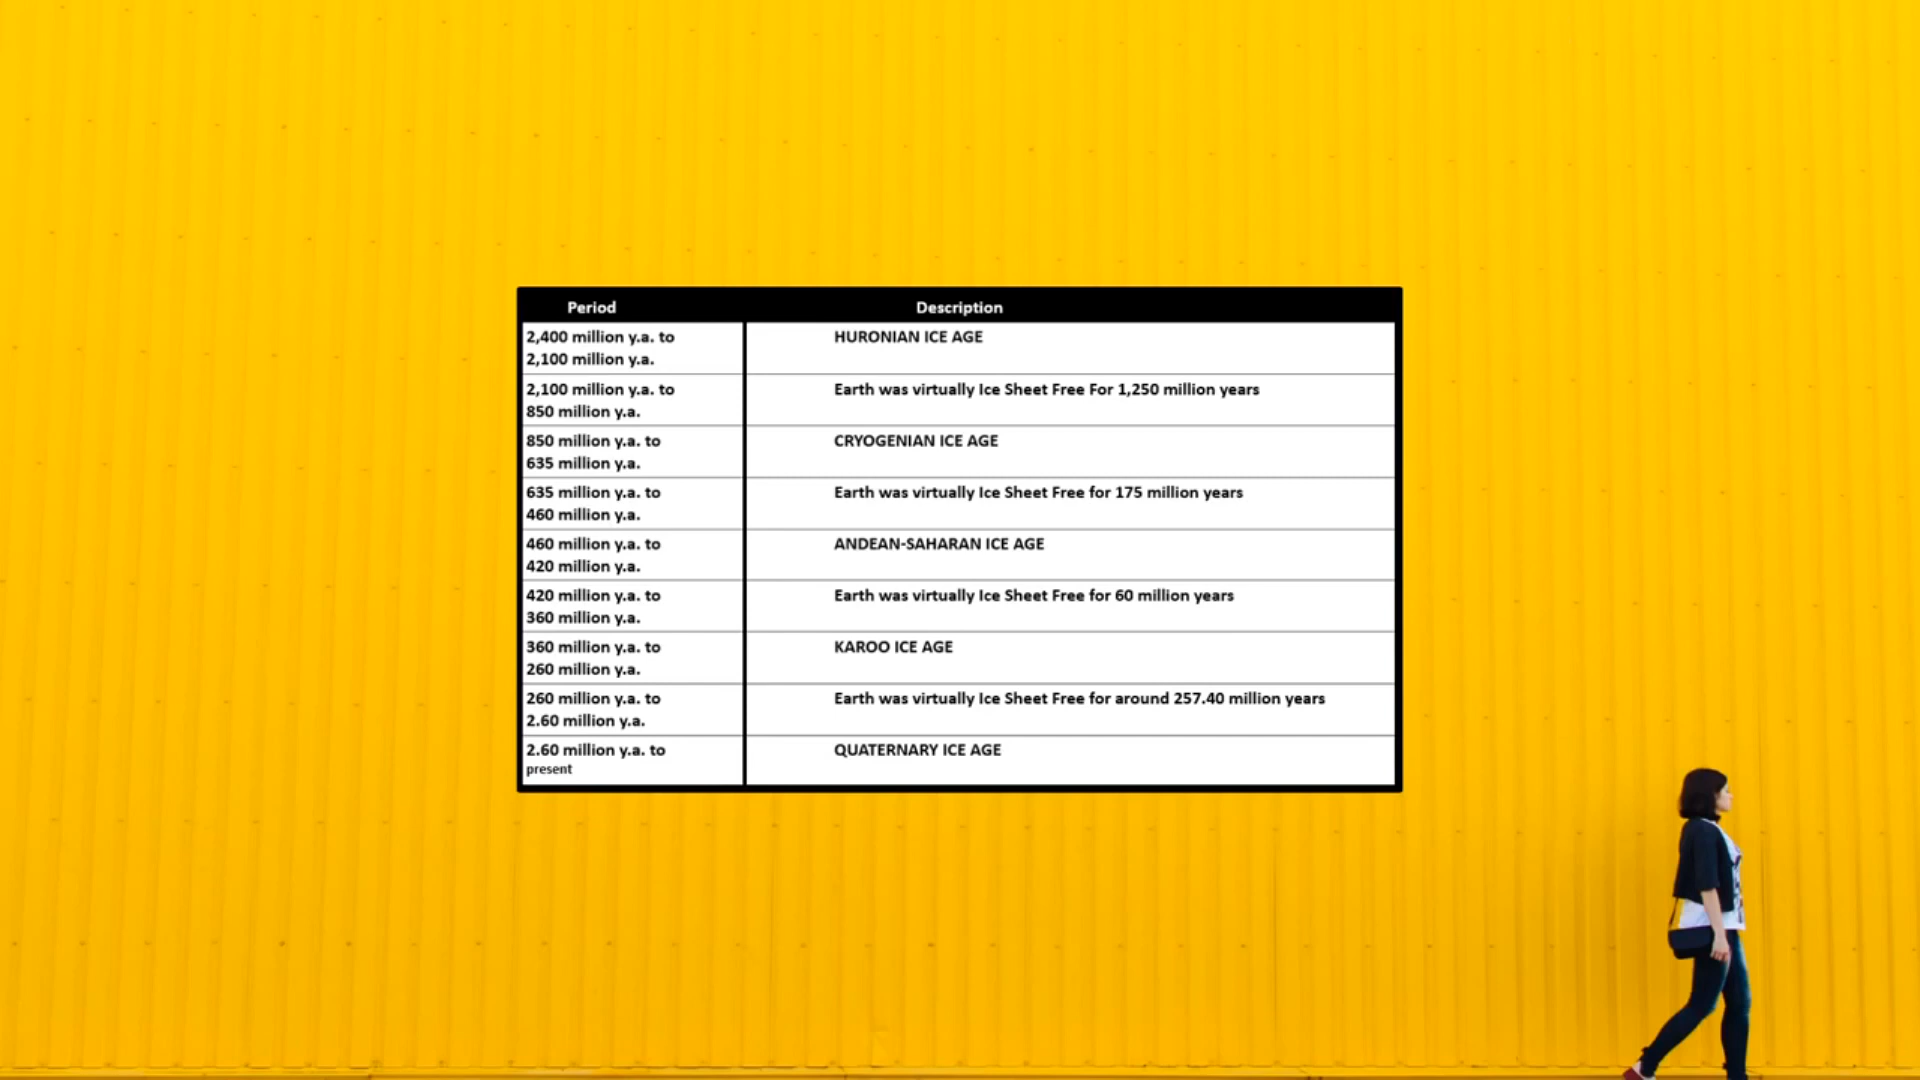 Period Description
2,400 million y.a. to HURONIAN ICE AGE
2,100 million y.a.
2,100 million y.a. to Earth was virtually Ice Sheet Free For 1,250 million years
850 million y.a.
850 million y.a. to CRYOGENIAN ICE AGE
635 million y.a.
635 million y.a. to Earth was virtually Ice Sheet Free for 175 million years
460 million y.a.
460 million y.a. to ANDEAN-SAHARAN ICE AGE
420 million y.a.
420 million y.a. to Earth was virtually Ice Sheet Free for 60 million years
360 million y.a.
360 million y.a. to KAROO ICE AGE
260 million y.a.
260 million y.a. to Earth was virtually Ice Sheet Free for around 257.40 million years
2.60 million y.a.
2.60 million y.a. to QUATERNARY ICE AGE
present